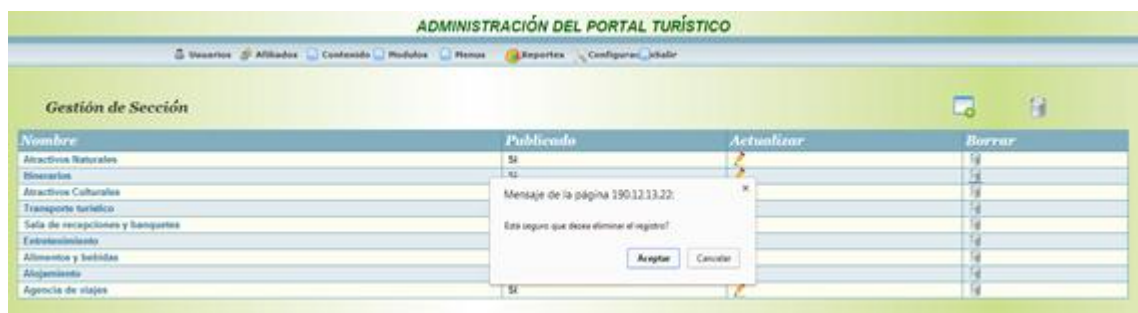 ADMINISTRACIÓN DEL PORTAL TURÍSTICO
Usuarios Afiliados Contenido Modulos Menus Reportes Configurac Salir
Gestión de Sección
Nombre Publicado Actualizar Borrar
Atractivos Naturales Si
Itinerarios Si
Atractivos Culturales
Transporte turístico
Sala de recepciones y banquetes
Entretenimiento
Alimentos y bebidas
Alojamiento
Agencia de viajes Si
Mensaje de la página 190.12.13.22:
Está seguro que desea eliminar el registro?
Aceptar Cancelar